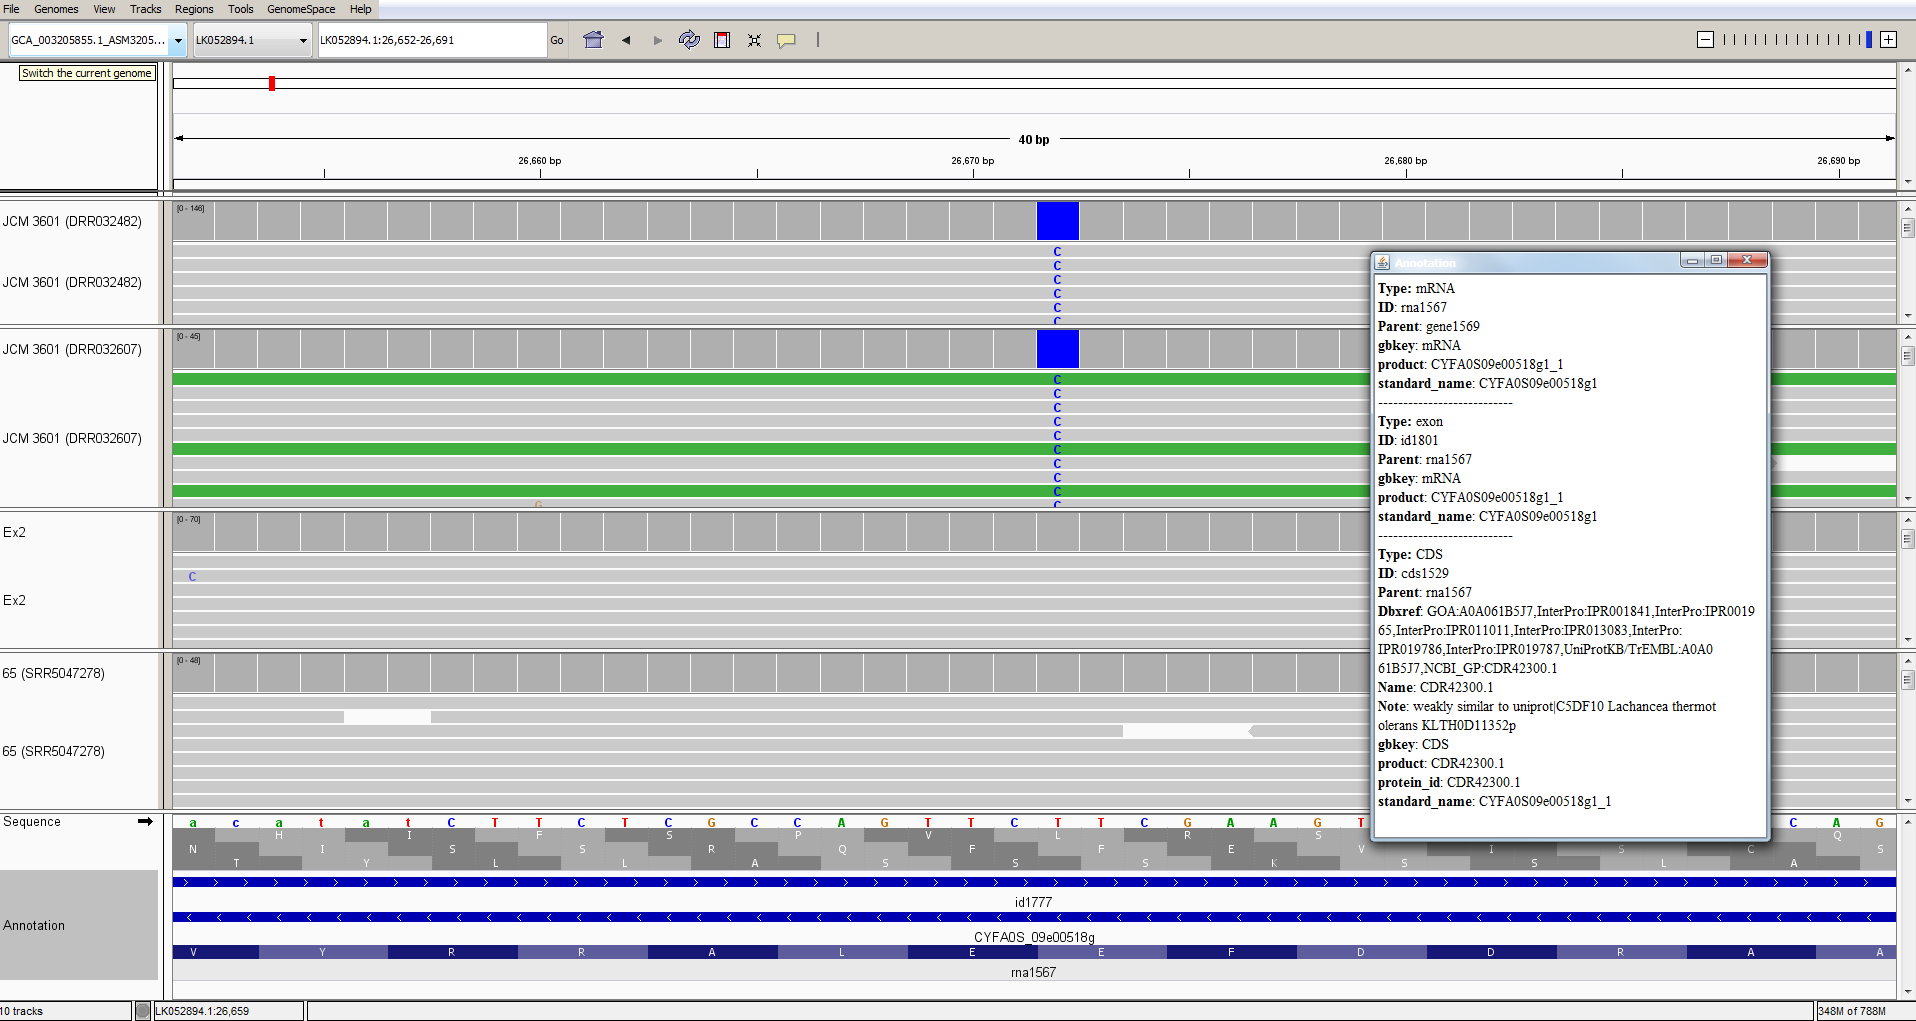 File Genomes View Tracks Regions Tools GenomeSpace Help
GCA_003205855.1_ASM3205... LK052894.1 LK052894.1:26,652-26,691 Go
Switch the current genome
40 bp
26,660 bp 26,670 bp 26,680 bp 26,690 bp
[0 - 146]
JCM 3601 (DRR032482)
C
C
JCM 3601 (DRR032482)
C
C
C
C
[0 - 45]
JCM 3601 (DRR032607)
C
C
C
C
JCM 3601 (DRR032607)
C
C
C
C
C
G C
[0 - 70]
Ex2
C
Ex2
[0 - 48]
65 (SRR5047278)
65 (SRR5047278)
Annotation
Type: mRNA
ID: rna1567
Parent: gene1569
gbkey: mRNA
product: CYFA0S09e00518g1_1
standard_name: CYFA0S09e00518g1
---------------------------
Type: exon
ID: id1801
Parent: rna1567
gbkey: mRNA
product: CYFA0S09e00518g1_1
standard_name: CYFA0S09e00518g1
---------------------------
Type: CDS
ID: cds1529
Parent: rna1567
Dbxref: GOA:A0A061B5J7,InterPro:IPR001841,InterPro:IPR0019
65,InterPro:IPR011011,InterPro:IPR013083,InterPro:
IPR019786,InterPro:IPR019787,UniProtKB/TrEMBL:A0A0
61B5J7,NCBI_GP:CDR42300.1
Name: CDR42300.1
Note: weakly similar to uniprot|C5DF10 Lachancea thermot
olerans KLTH0D11352p
gbkey: CDS
product: CDR42300.1
protein_id: CDR42300.1
standard_name: CYFA0S09e00518g1_1
Sequence a c a t a t C T T C T C G C C A G T T C T T C G A A G T C A G
H I F S P V L R S Q
N I Y S S R Q F F E V I S C S
T Y L L A S S S K S S L A
id1777
Annotation
CYFA0S_09e00518g
V Y R R A L E E F D D R A A
rna1567
10 tracks LK052894.1:26,659 348M of 788M